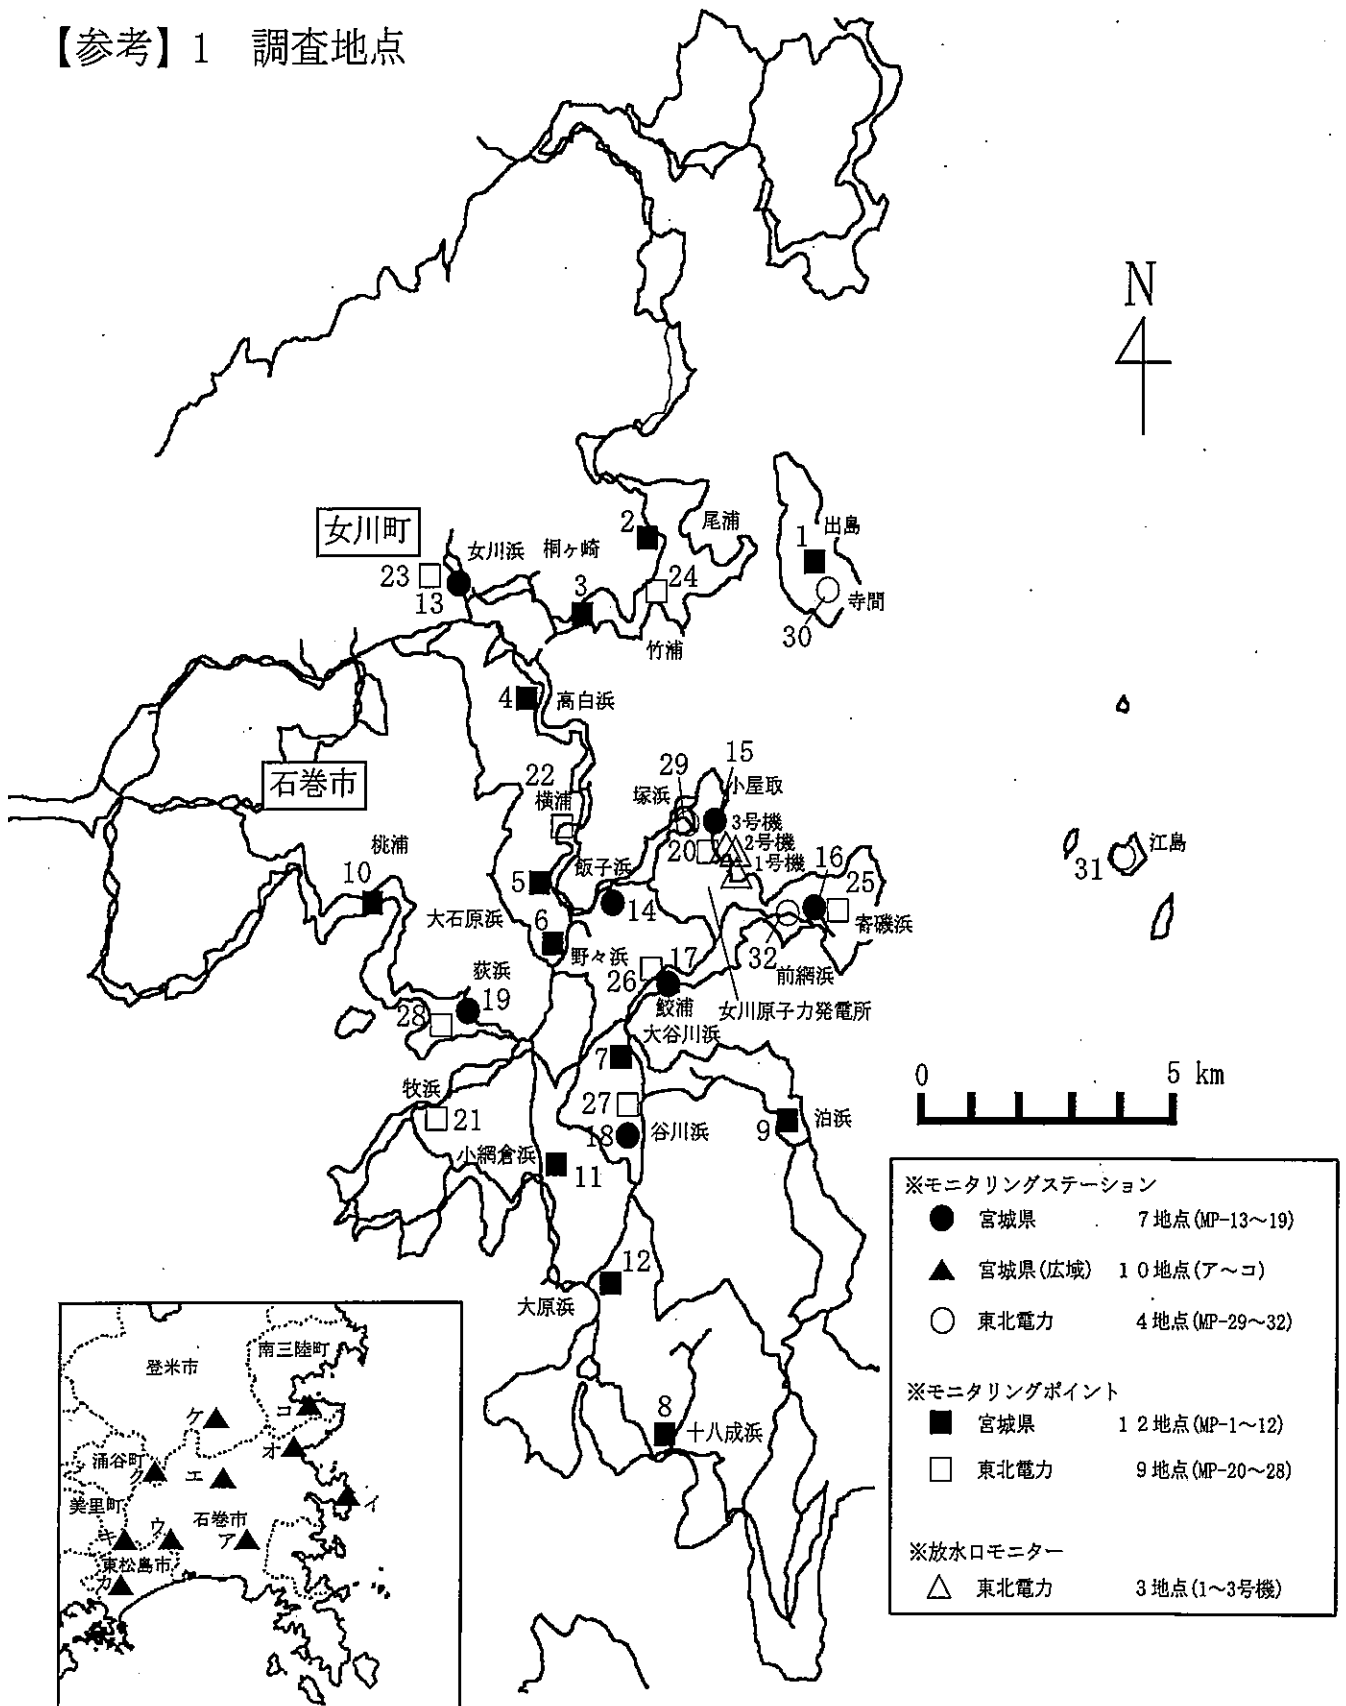 【参考】1　調査地点
N
女川町
女川浜
桐ヶ崎
2
尾浦
1
出島
23
13
3
24
寺間
30
竹浦
4
高白浜
石巻市
22
横浦
29
塚浜
15
小屋取
3号機
2号機
1号機
20
桃浦
10
5
飯子浜
14
16
25
寄磯浜
31
江島
大石原浜
6
野々浜
32
前網浜
荻浜
19
28
26
17
鮫浦
女川原子力発電所
大谷川浜
7
牧浜
21
27
18
谷川浜
9
泊浜
0　5 km
小網倉浜
11
12
大原浜
8
十八成浜
※モニタリングステーション
● 宮城県　7地点(MP-13～19)
▲ 宮城県(広域)　10地点(ア～コ)
○ 東北電力　4地点(MP-29～32)
※モニタリングポイント
■ 宮城県　12地点(MP-1～12)
□ 東北電力　9地点(MP-20～28)
※放水口モニター
△ 東北電力　3地点(1～3号機)
登米市
南三陸町
ケ
コ
オ
涌谷町
ク
エ
イ
美里町
石巻市
キ
ウ
ア
東松島市
カ